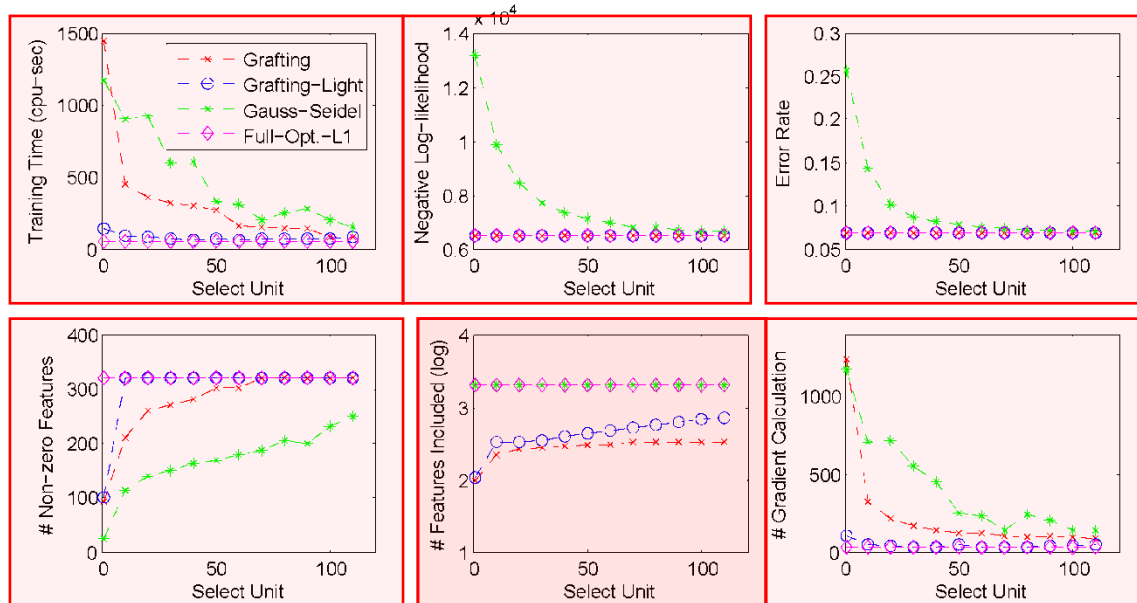 Training Time (cpu-sec)
1500
1000
500
0
0
50
100
Select Unit
Grafting
Grafting-Light
Gauss-Seidel
Full-Opt.-L1
x 10^4
Negative Log-likelihood
1.4
1.2
1
0.8
0.6
0
50
100
Select Unit
Error Rate
0.3
0.25
0.2
0.15
0.1
0.05
0
50
100
Select Unit
# Non-zero Features
400
300
200
100
0
0
50
100
Select Unit
# Features Included (log)
4
3
2
1
0
50
100
Select Unit
# Gradient Calculation
1000
500
0
0
50
100
Select Unit